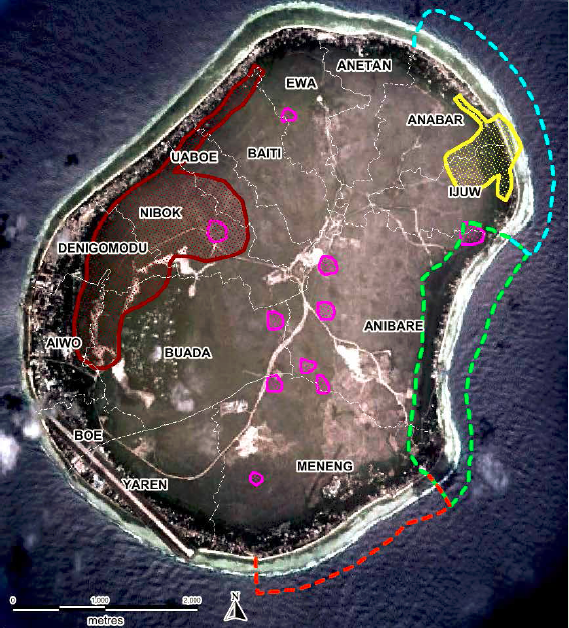 ANETAN
EWA
ANABAR
BAITI
UABOE
IJUW
NIBOK
DENIGOMODU
ANIBARE
AIWO
BUADA
BOE
MENENG
YAREN
0 1,000 2,000
metres
N